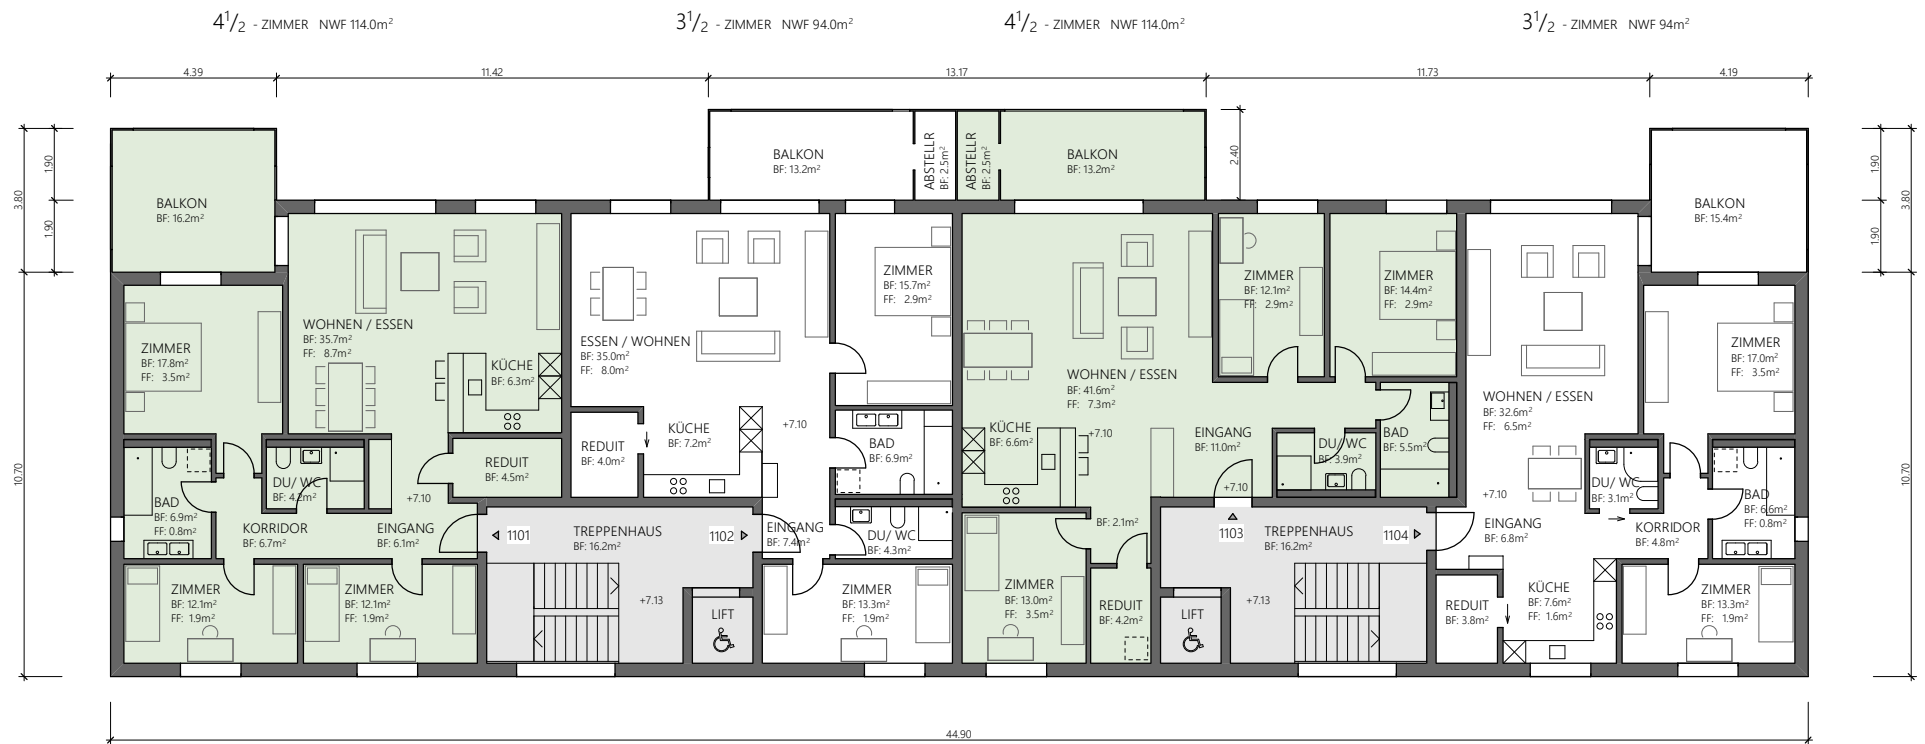 4 1/2 - ZIMMER NWF 114.0m²
3 1/2 - ZIMMER NWF 94.0m²
4 1/2 - ZIMMER NWF 114.0m²
3 1/2 - ZIMMER NWF 94m²
4.39
11.42
13.17
11.73
4.19
3.80
1.90
1.90
10.70
2.40
1.90
1.90
3.80
10.70
BALKON
BF: 16.2m²
ZIMMER
BF: 17.8m²
FF: 3.5m²
WOHNEN / ESSEN
BF: 35.7m²
FF: 8.7m²
KÜCHE
BF: 6.3m²
BAD
BF: 6.9m²
FF: 0.8m²
DU/ WC
BF: 4.2m²
REDUIT
BF: 4.5m²
+7.10
KORRIDOR
BF: 6.7m²
EINGANG
BF: 6.1m²
ZIMMER
BF: 12.1m²
FF: 1.9m²
ZIMMER
BF: 12.1m²
FF: 1.9m²
1101
TREPPENHAUS
BF: 16.2m²
1102
+7.13
LIFT
BALKON
BF: 13.2m²
ABSTELLR
BF: 2.5m²
ESSEN / WOHNEN
BF: 35.0m²
FF: 8.0m²
ZIMMER
BF: 15.7m²
FF: 2.9m²
REDUIT
BF: 4.0m²
KÜCHE
BF: 7.2m²
+7.10
BAD
BF: 6.9m²
EINGANG
BF: 7.4m²
DU/ WC
BF: 4.3m²
ZIMMER
BF: 13.3m²
FF: 1.9m²
ABSTELLR
BF: 2.5m²
BALKON
BF: 13.2m²
WOHNEN / ESSEN
BF: 41.6m²
FF: 7.3m²
ZIMMER
BF: 12.1m²
FF: 2.9m²
ZIMMER
BF: 14.4m²
FF: 2.9m²
KÜCHE
BF: 6.6m²
+7.10
EINGANG
BF: 11.0m²
DU/ WC
BF: 3.9m²
BAD
BF: 5.5m²
+7.10
BF: 2.1m²
ZIMMER
BF: 13.0m²
FF: 3.5m²
REDUIT
BF: 4.2m²
1103
TREPPENHAUS
BF: 16.2m²
1104
+7.13
LIFT
BALKON
BF: 15.4m²
ZIMMER
BF: 17.0m²
FF: 3.5m²
WOHNEN / ESSEN
BF: 32.6m²
FF: 6.5m²
+7.10
DU/ WC
BF: 3.1m²
BAD
BF: 6.6m²
FF: 0.8m²
EINGANG
BF: 6.8m²
KORRIDOR
BF: 4.8m²
REDUIT
BF: 3.8m²
KÜCHE
BF: 7.6m²
FF: 1.6m²
ZIMMER
BF: 13.3m²
FF: 1.9m²
44.90